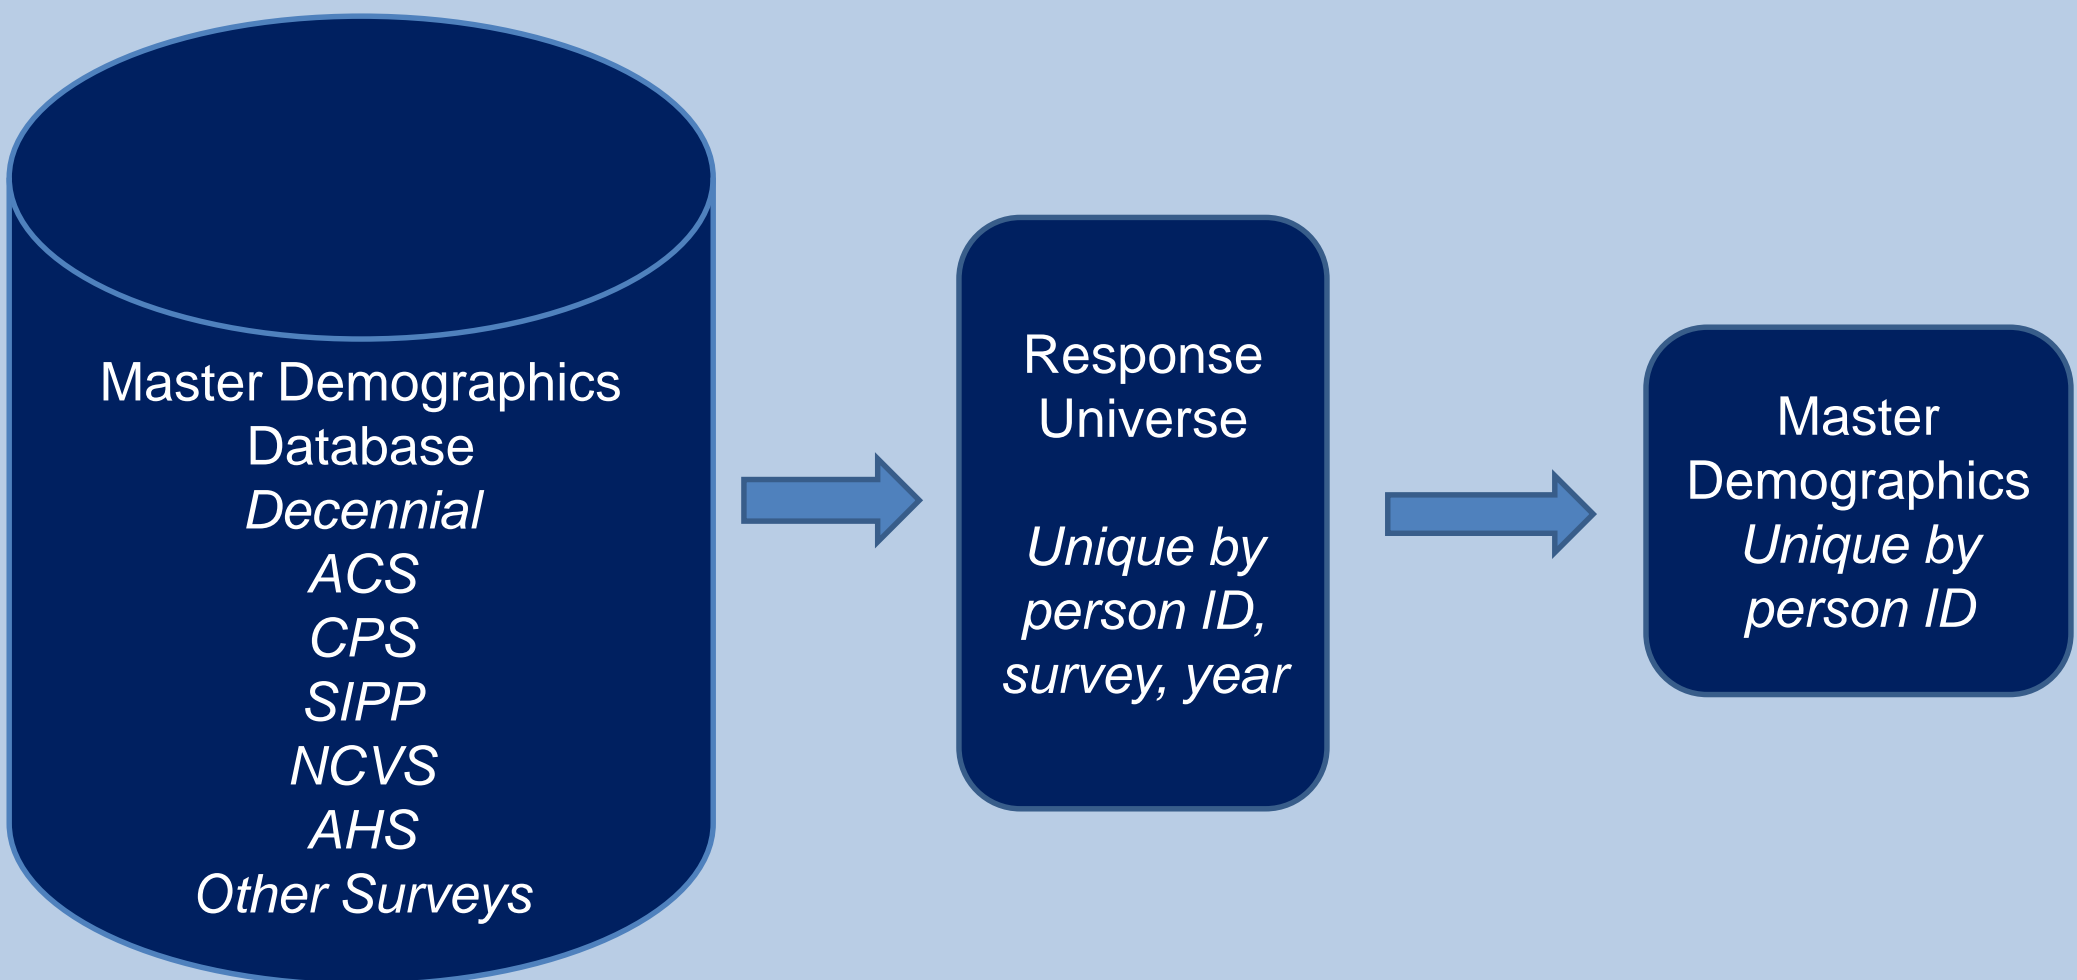 Master Demographics
Database
Decennial
ACS
CPS
SIPP
NCVS
AHS
Other Surveys
Response
Universe
Unique by
person ID,
survey, year
Master
Demographics
Unique by
person ID